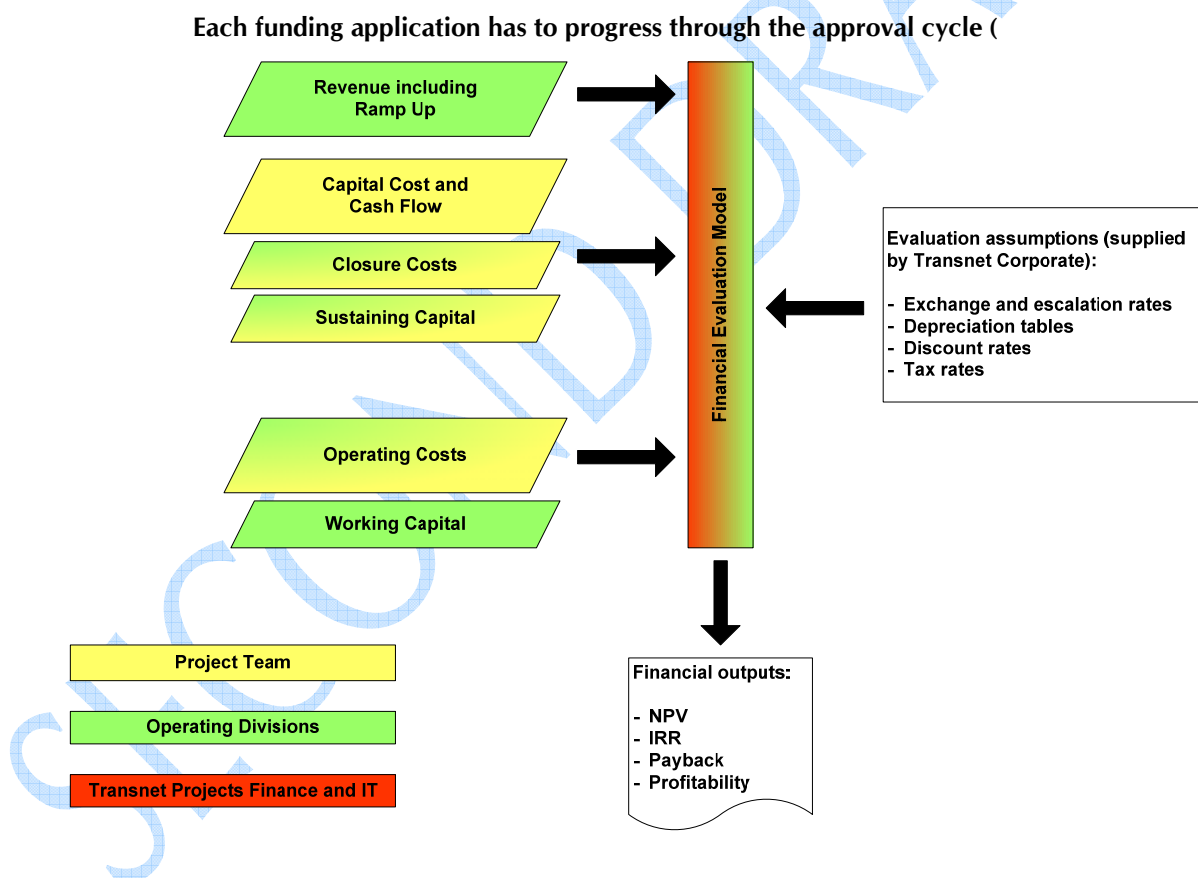 Each funding application has to progress through the approval cycle (
Revenue including
Ramp Up
Capital Cost and
Cash Flow
Closure Costs
Sustaining Capital
Operating Costs
Working Capital
Financial Evaluation Model
Evaluation assumptions (supplied
by Transnet Corporate):
- Exchange and escalation rates
- Depreciation tables
- Discount rates
- Tax rates
Project Team
Operating Divisions
Transnet Projects Finance and IT
Financial outputs:
- NPV
- IRR
- Payback
- Profitability
SECOND DRA